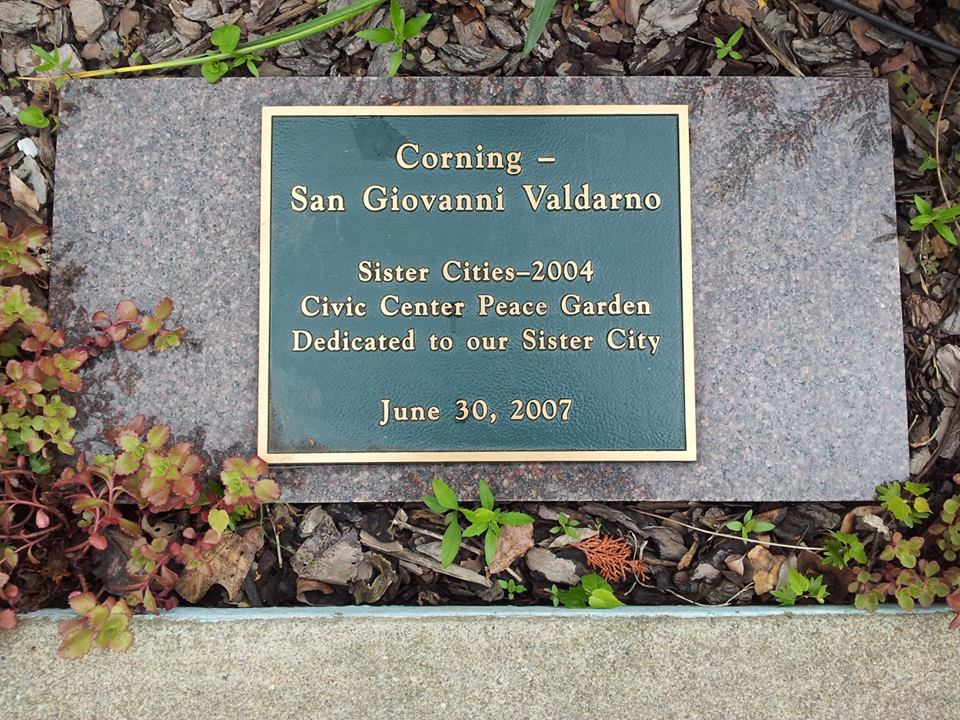 Corning –
San Giovanni Valdarno
Sister Cities–2004
Civic Center Peace Garden
Dedicated to our Sister City
June 30, 2007